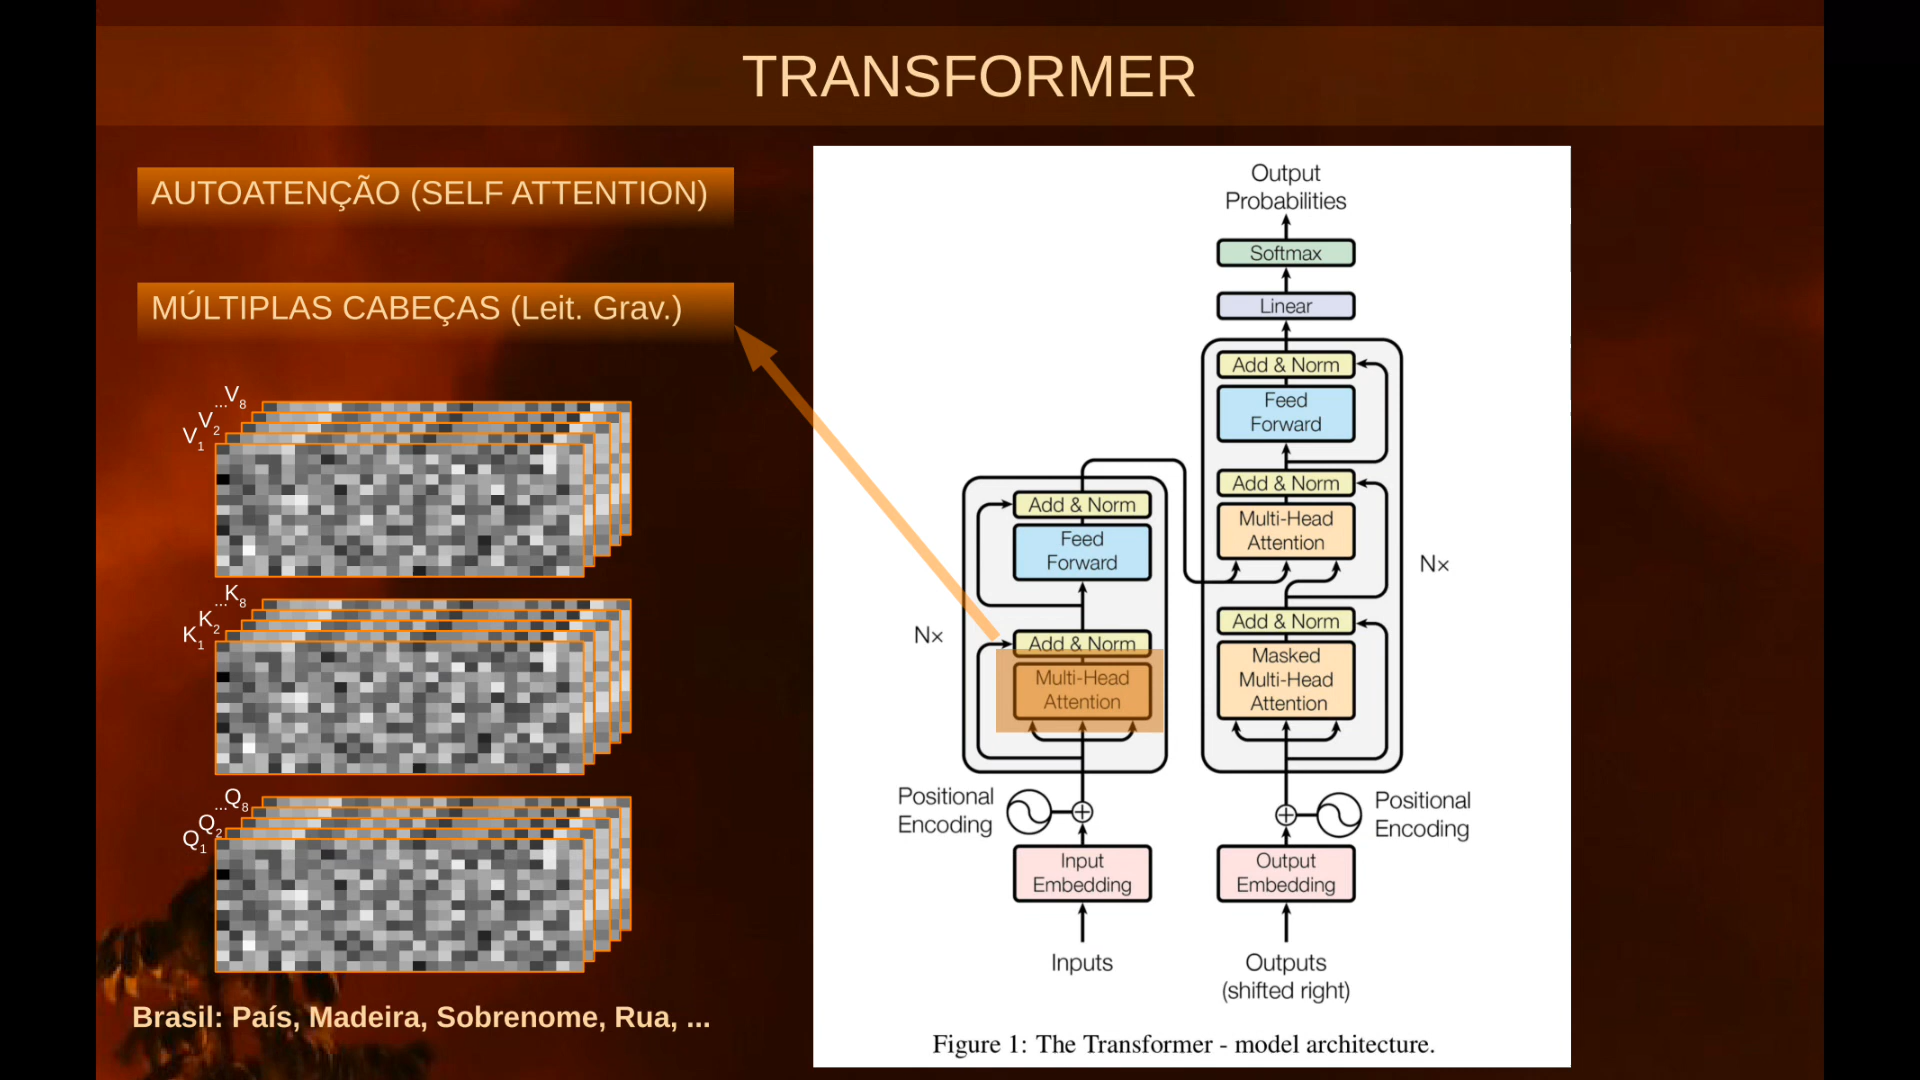 TRANSFORMER
AUTOATENÇÃO (SELF ATTENTION)
MÚLTIPLAS CABEÇAS (Leit. Grav.)
V1 V2 ...V8
K1 K2 ...K8
Q1 Q2 ...Q8
Brasil: País, Madeira, Sobrenome, Rua, ...
Output
Probabilities
Softmax
Linear
Add & Norm
Feed
Forward
Add & Norm
Multi-Head
Attention
Nx
Add & Norm
Masked
Multi-Head
Attention
Add & Norm
Feed
Forward
Nx
Add & Norm
Multi-Head
Attention
Positional
Encoding
Positional
Encoding
Input
Embedding
Output
Embedding
Inputs
Outputs
(shifted right)
Figure 1: The Transformer - model architecture.